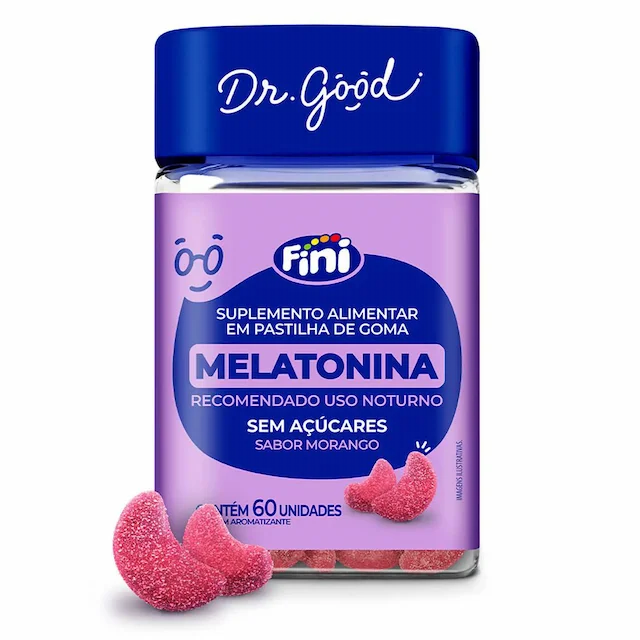 Dr. Good
Fini
SUPLEMENTO ALIMENTAR
EM PASTILHA DE GOMA
MELATONINA
RECOMENDADO USO NOTURNO
SEM AÇÚCARES
SABOR MORANGO
60 UNIDADES
AROMATIZANTE
IMAGENS ILUSTRATIVAS.